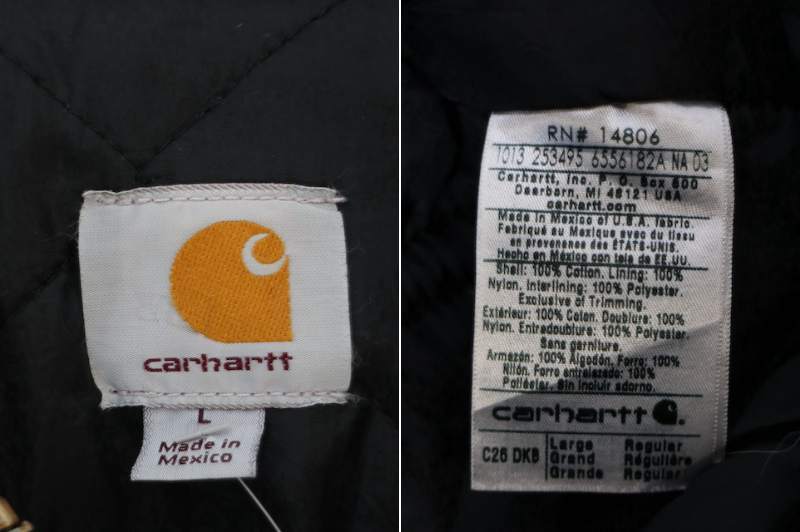 carhartt
L
Made in
Mexico
RN# 14806
1013 253495 6556182A NA 03
Carhartt, Inc. P. O. Box 600
Dearborn, MI 48121 USA
carhartt.com
Made in Mexico of U.S.A. fabric.
Fabriqué au Mexique avec du tissu
en provenance des ÉTATS-UNIS.
Hecho en México con tela de EE.UU.
Shell: 100% Cotton. Lining: 100%
Nylon. Interlining: 100% Polyester.
Exclusive of Trimming.
Extérieur: 100% Coton. Doublure: 100%
Nylon. Entredoublure: 100% Polyester.
Sans garniture.
Armazón: 100% Algodón. Forro: 100%
Nilón. Forro entrelazado: 100%
Poliéster. Sin incluir adorno.
carhartt
C26 DKB Large Regular
Grand Régulière
Grande Regular